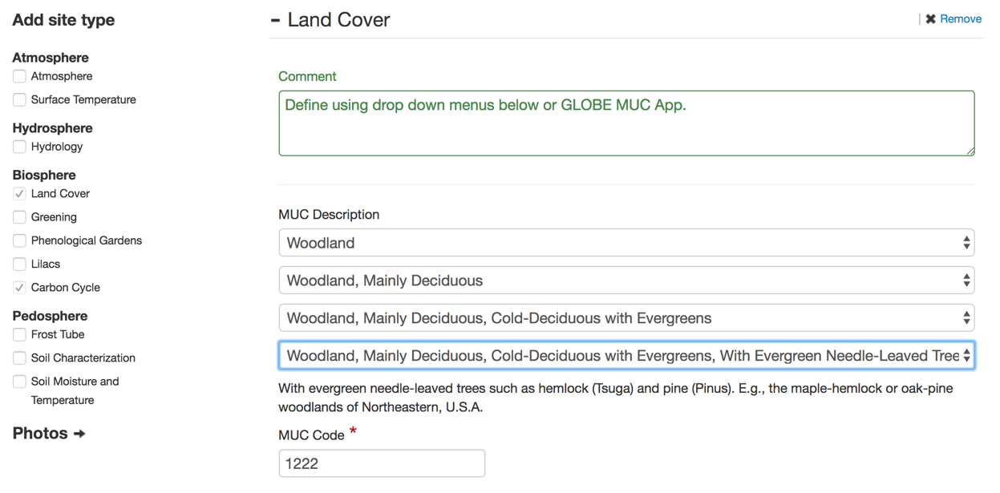 Add site type
Atmosphere
Atmosphere
Surface Temperature
Hydrosphere
Hydrology
Biosphere
Land Cover
Greening
Phenological Gardens
Lilacs
Carbon Cycle
Pedosphere
Frost Tube
Soil Characterization
Soil Moisture and
Temperature
Photos
– Land Cover
| ✖ Remove
Comment
Define using drop down menus below or GLOBE MUC App.
MUC Description
Woodland
Woodland, Mainly Deciduous
Woodland, Mainly Deciduous, Cold-Deciduous with Evergreens
Woodland, Mainly Deciduous, Cold-Deciduous with Evergreens, With Evergreen Needle-Leaved Tree
With evergreen needle-leaved trees such as hemlock (Tsuga) and pine (Pinus). E.g., the maple-hemlock or oak-pine
woodlands of Northeastern, U.S.A.
MUC Code *
1222